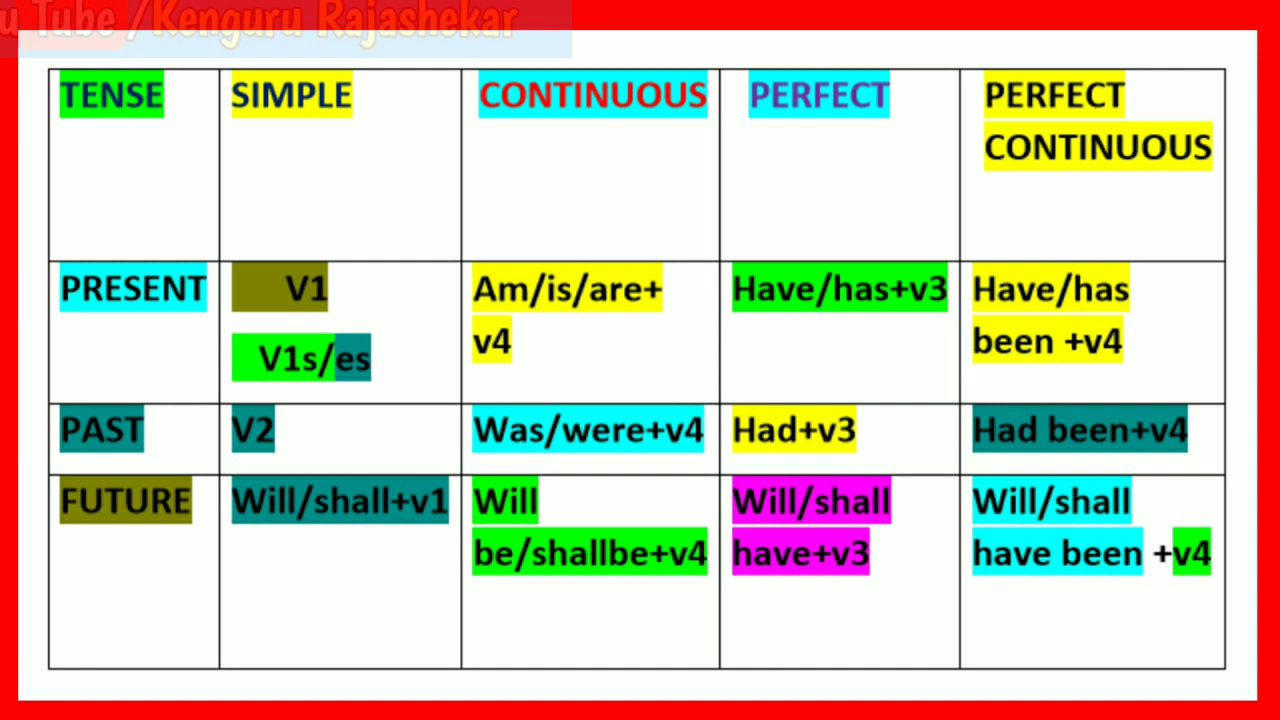 u Tube /Kenguru Rajashekar
TENSE SIMPLE CONTINUOUS PERFECT PERFECT
CONTINUOUS
PRESENT V1 Am/is/are+ Have/has+v3 Have/has
V1s/es v4 been +v4
PAST V2 Was/were+v4 Had+v3 Had been+v4
FUTURE Will/shall+v1 Will Will/shall Will/shall
be/shallbe+v4 have+v3 have been +v4